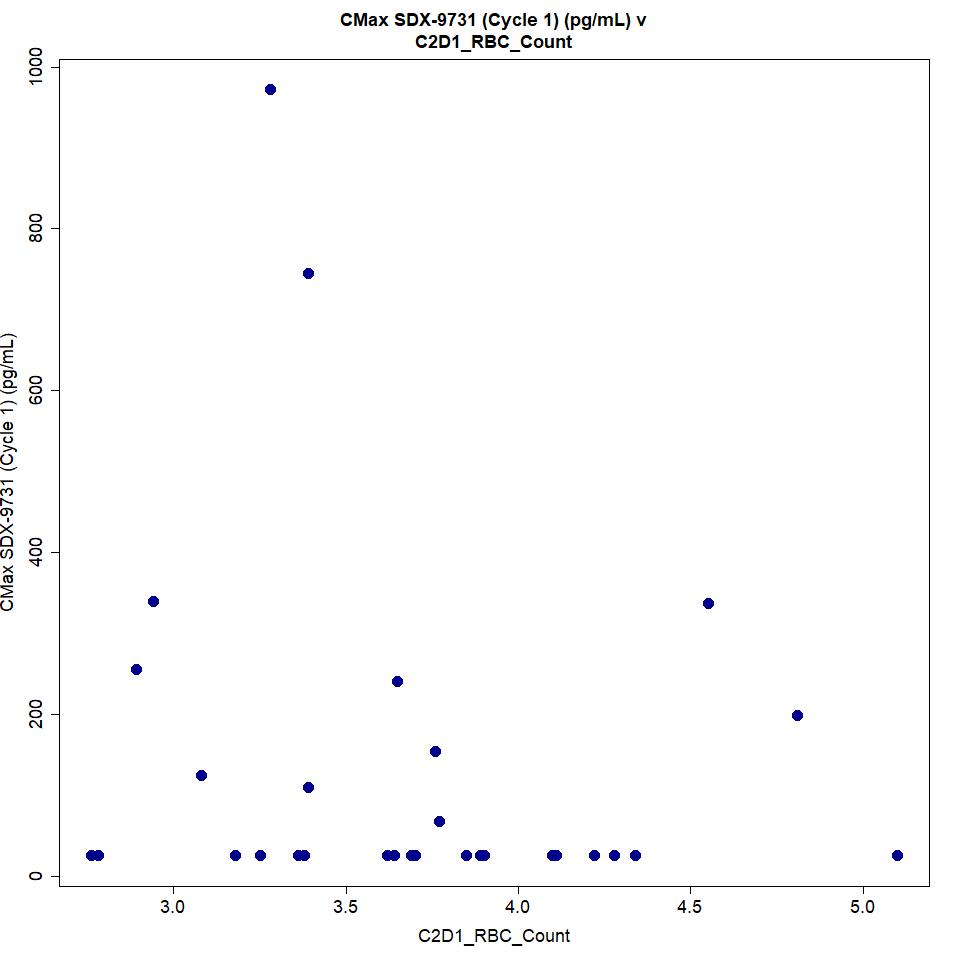 CMax SDX-9731 (Cycle 1) (pg/mL) v
C2D1_RBC_Count
1000
800
600
400
200
0
CMax SDX-9731 (Cycle 1) (pg/mL)
3.0 3.5 4.0 4.5 5.0
C2D1_RBC_Count